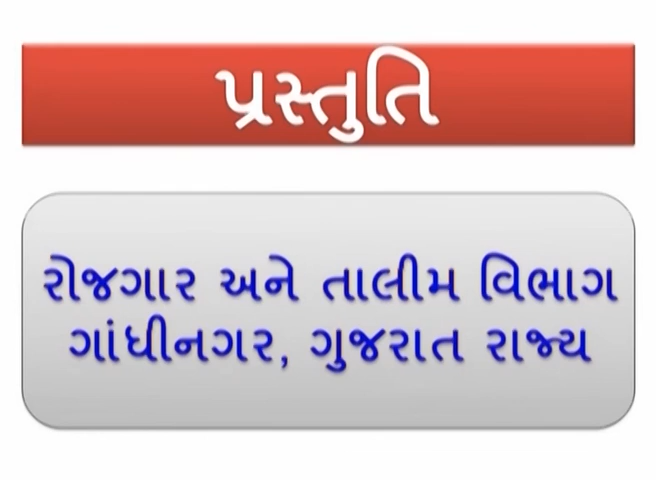 પ્રસ્તુતિ
રોજગાર અને તાલીમ વિભાગ
ગાંધીનગર, ગુજરાત રાજ્ય